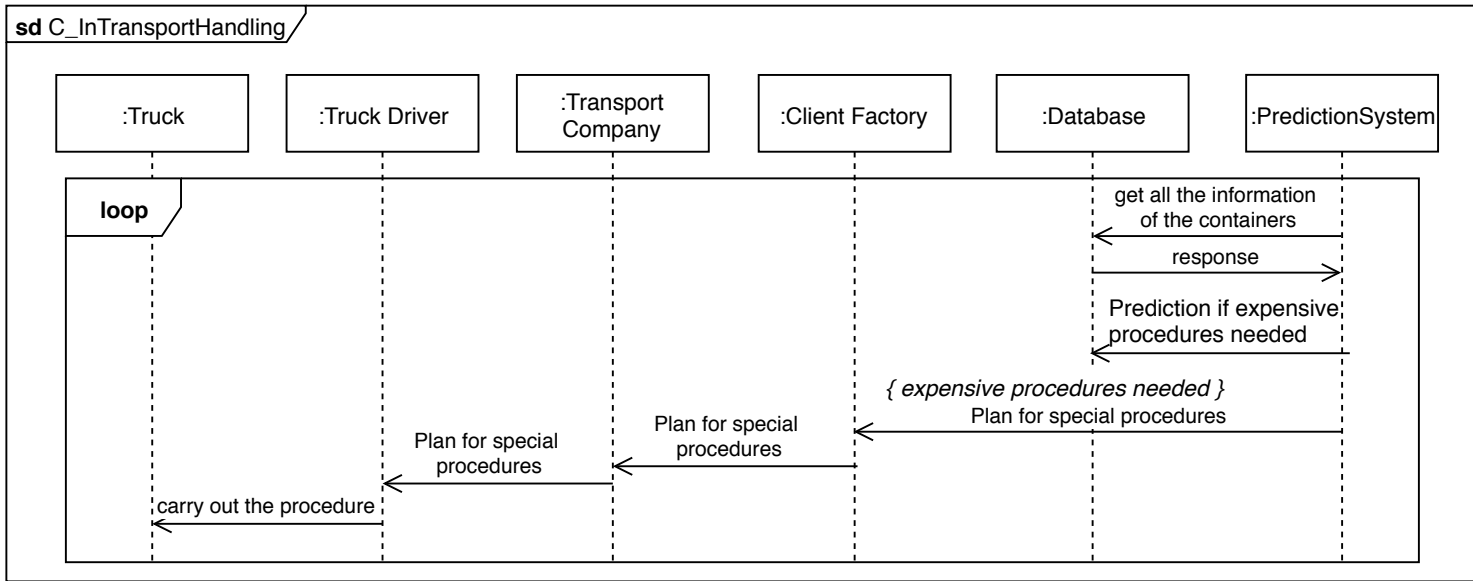 sd C_InTransportHandling
:Truck
:Truck Driver
:Transport
Company
:Client Factory
:Database
:PredictionSystem
loop
get all the information
of the containers
response
Prediction if expensive
procedures needed
{ expensive procedures needed }
Plan for special procedures
Plan for special
procedures
Plan for special
procedures
carry out the procedure